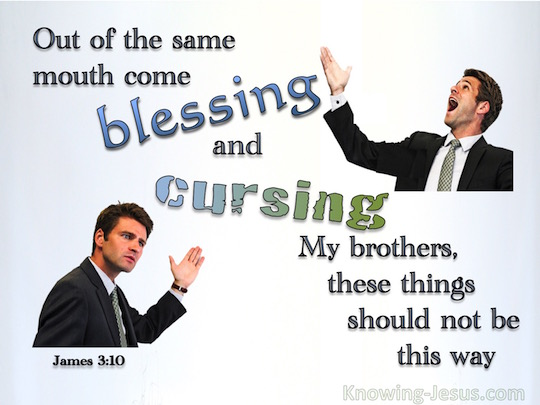 Out of the same
mouth come
blessing
and
cursing
My brothers,
these things
should not be
this way
James 3:10
Knowing-Jesus.com